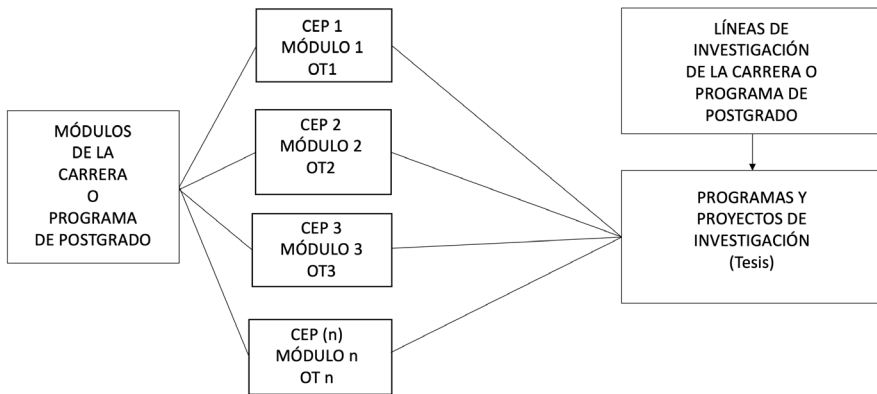 MÓDULOS
DE LA
CARRERA
O
PROGRAMA
DE POSTGRADO
CEP 1
MÓDULO 1
OT1
CEP 2
MÓDULO 2
OT2
CEP 3
MÓDULO 3
OT3
CEP (n)
MÓDULO n
OT n
LÍNEAS DE
INVESTIGACIÓN
DE LA CARRERA O
PROGRAMA DE
POSTGRADO
PROGRAMAS Y
PROYECTOS DE
INVESTIGACIÓN
(Tesis)